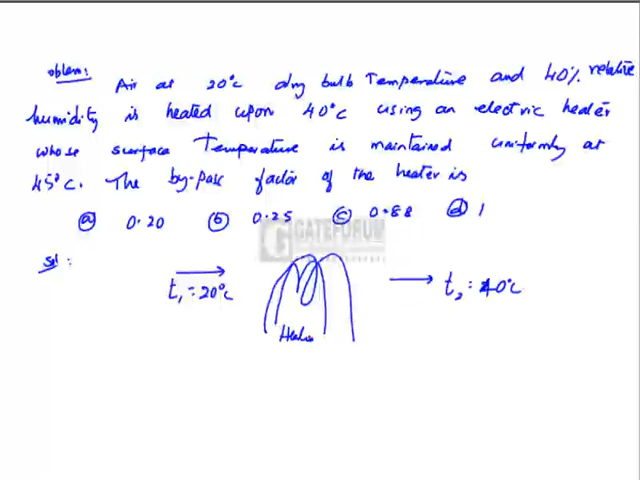 oblem: Air at 20°C dry bulb Temperature and 40% relative
humidity is heated upon 40°C using an electric heater
whose surface Temperature is maintained uniformly at
45°C. The by-pass factor of the heater is
ⓐ 0.20 ⓑ 0.25 ⓒ 0.88 ⓓ 1
GATEFORUM
Sol :
t₁ = 20°C t₂ = 40°C
Heater